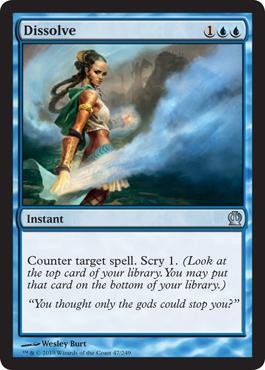 Dissolve 1
Instant
Counter target spell. Scry 1. (Look at
the top card of your library. You may put
that card on the bottom of your library.)
“You thought only the gods could stop you?”
Wesley Burt
™ & © 2013 Wizards of the Coast 47/249